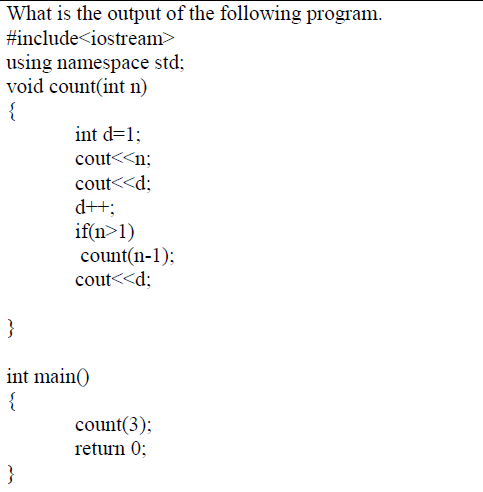 What is the output of the following program.
#include<iostream>
using namespace std;
void count(int n)
{
int d=1;
cout<<n;
cout<<d;
d++;
if(n>1)
count(n-1);
cout<<d;
}
int main()
{
count(3);
return 0;
}